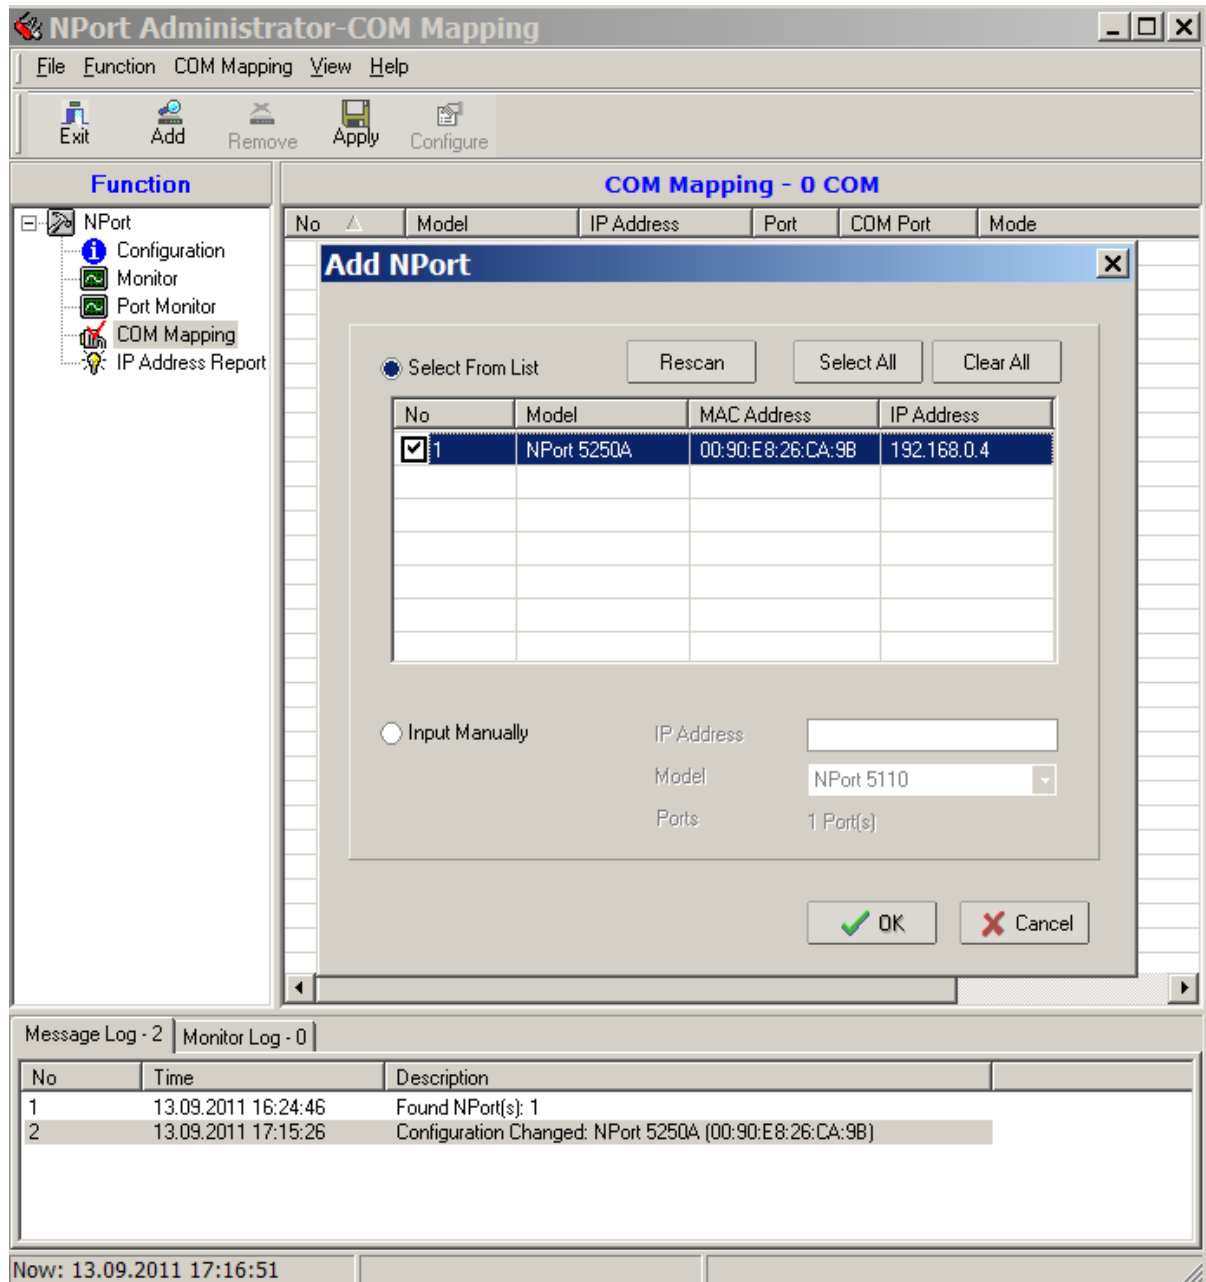 NPort Administrator-COM Mapping
File Function COM Mapping View Help
Exit Add Remove Apply Configure
Function
COM Mapping - 0 COM
NPort
Configuration
Monitor
Port Monitor
COM Mapping
IP Address Report
No Model IP Address Port COM Port Mode
Add NPort
Select From List Rescan Select All Clear All
No Model MAC Address IP Address
1 NPort 5250A 00:90:E8:26:CA:9B 192.168.0.4
Input Manually IP Address
Model NPort 5110
Ports 1 Port(s)
OK Cancel
Message Log - 2 Monitor Log - 0
No Time Description
1 13.09.2011 16:24:46 Found NPort(s): 1
2 13.09.2011 17:15:26 Configuration Changed: NPort 5250A (00:90:E8:26:CA:9B)
Now: 13.09.2011 17:16:51